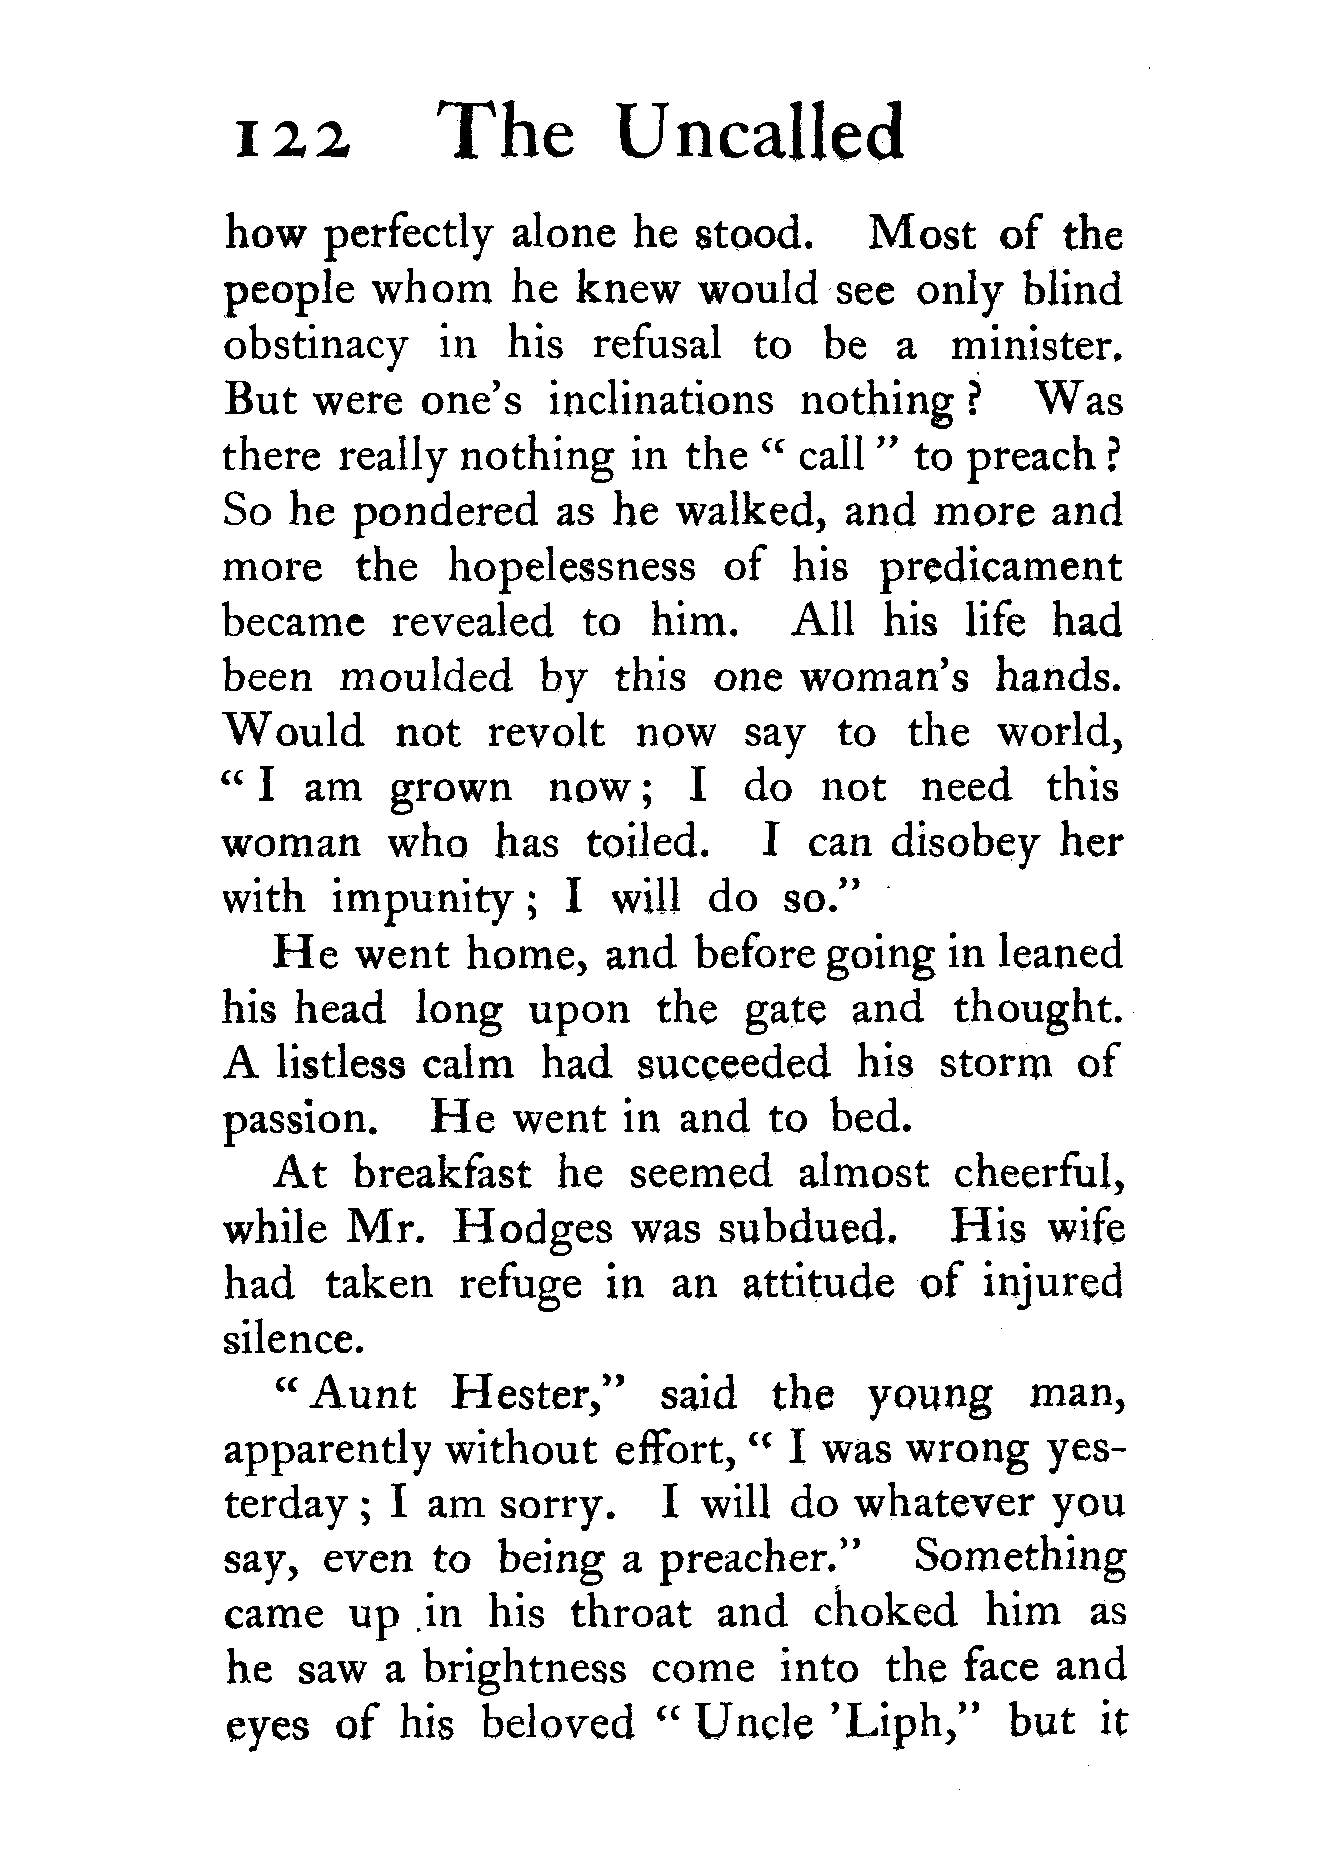 122 The Uncalled
how perfectly alone he stood. Most of the
people whom he knew would see only blind
obstinacy in his refusal to be a minister.
But were one's inclinations nothing ? Was
there really nothing in the “ call ” to preach ?
So he pondered as he walked, and more and
more the hopelessness of his predicament
became revealed to him. All his life had
been moulded by this one woman's hands.
Would not revolt now say to the world,
“ I am grown now ; I do not need this
woman who has toiled. I can disobey her
with impunity ; I will do so.”
He went home, and before going in leaned
his head long upon the gate and thought.
A listless calm had succeeded his storm of
passion. He went in and to bed.
At breakfast he seemed almost cheerful,
while Mr. Hodges was subdued. His wife
had taken refuge in an attitude of injured
silence.
“ Aunt Hester,” said the young man,
apparently without effort, “ I was wrong yes-
terday ; I am sorry. I will do whatever you
say, even to being a preacher.” Something
came up in his throat and choked him as
he saw a brightness come into the face and
eyes of his beloved “ Uncle 'Liph,” but it